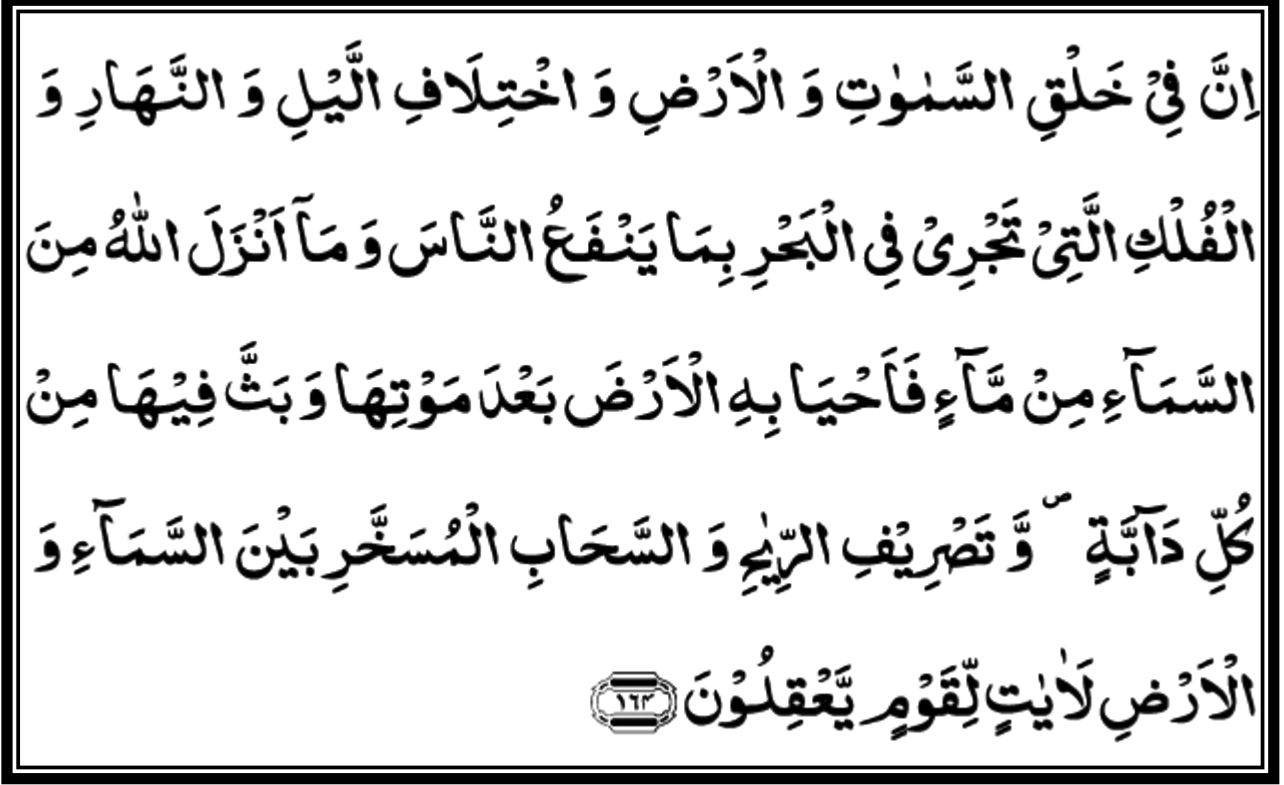 اِنَّ فِیْ خَلْقِ السَّمٰوٰتِ وَ الْاَرْضِ وَ اخْتِلَافِ الَّیْلِ وَ النَّهَارِ وَ
الْفُلْكِ الَّتِیْ تَجْرِیْ فِی الْبَحْرِ بِمَا یَنْفَعُ النَّاسَ وَ مَاۤ اَنْزَلَ اللّٰهُ مِنَ
السَّمَآءِ مِنْ مَّآءٍ فَاَحْیَا بِهِ الْاَرْضَ بَعْدَ مَوْتِهَا وَ بَثَّ فِیْهَا مِنْ
كُلِّ دَآبَّةٍ ۪ وَّ تَصْرِیْفِ الرِّیٰحِ وَ السَّحَابِ الْمُسَخَّرِ بَیْنَ السَّمَآءِ وَ
الْاَرْضِ لَاٰیٰتٍ لِّقَوْمٍ یَّعْقِلُوْنَ ۱۶۴